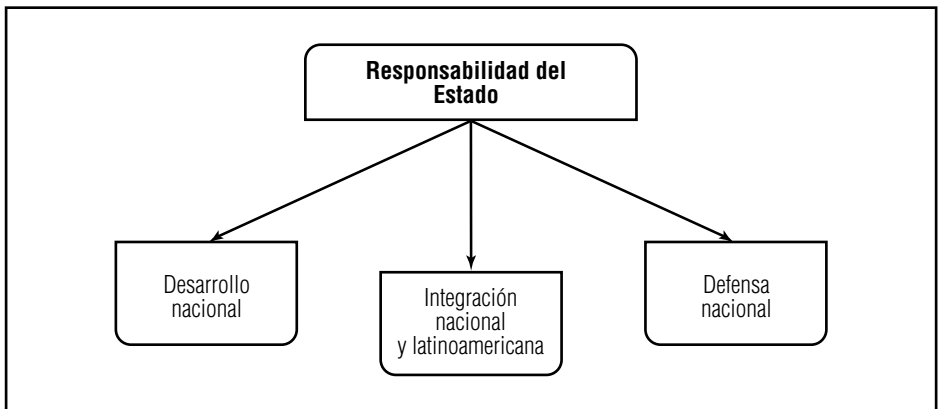 Responsabilidad del
Estado
Desarrollo
nacional
Integración
nacional
y latinoamericana
Defensa
nacional